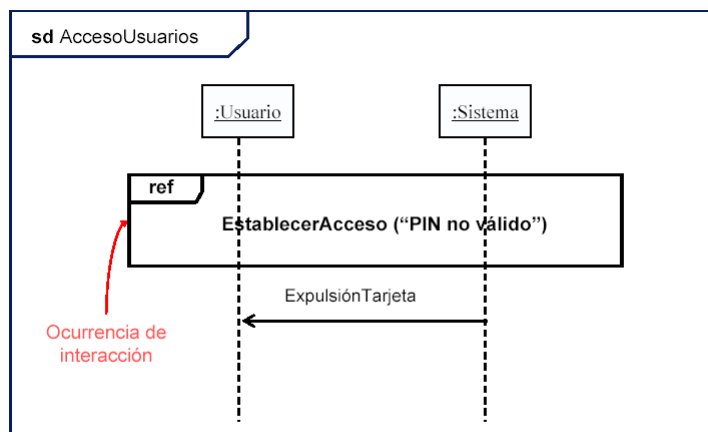 sd AccesoUsuarios
:Usuario
:Sistema
ref
EstablecerAcceso (“PIN no válido”)
ExpulsiónTarjeta
Ocurrencia de
interacción